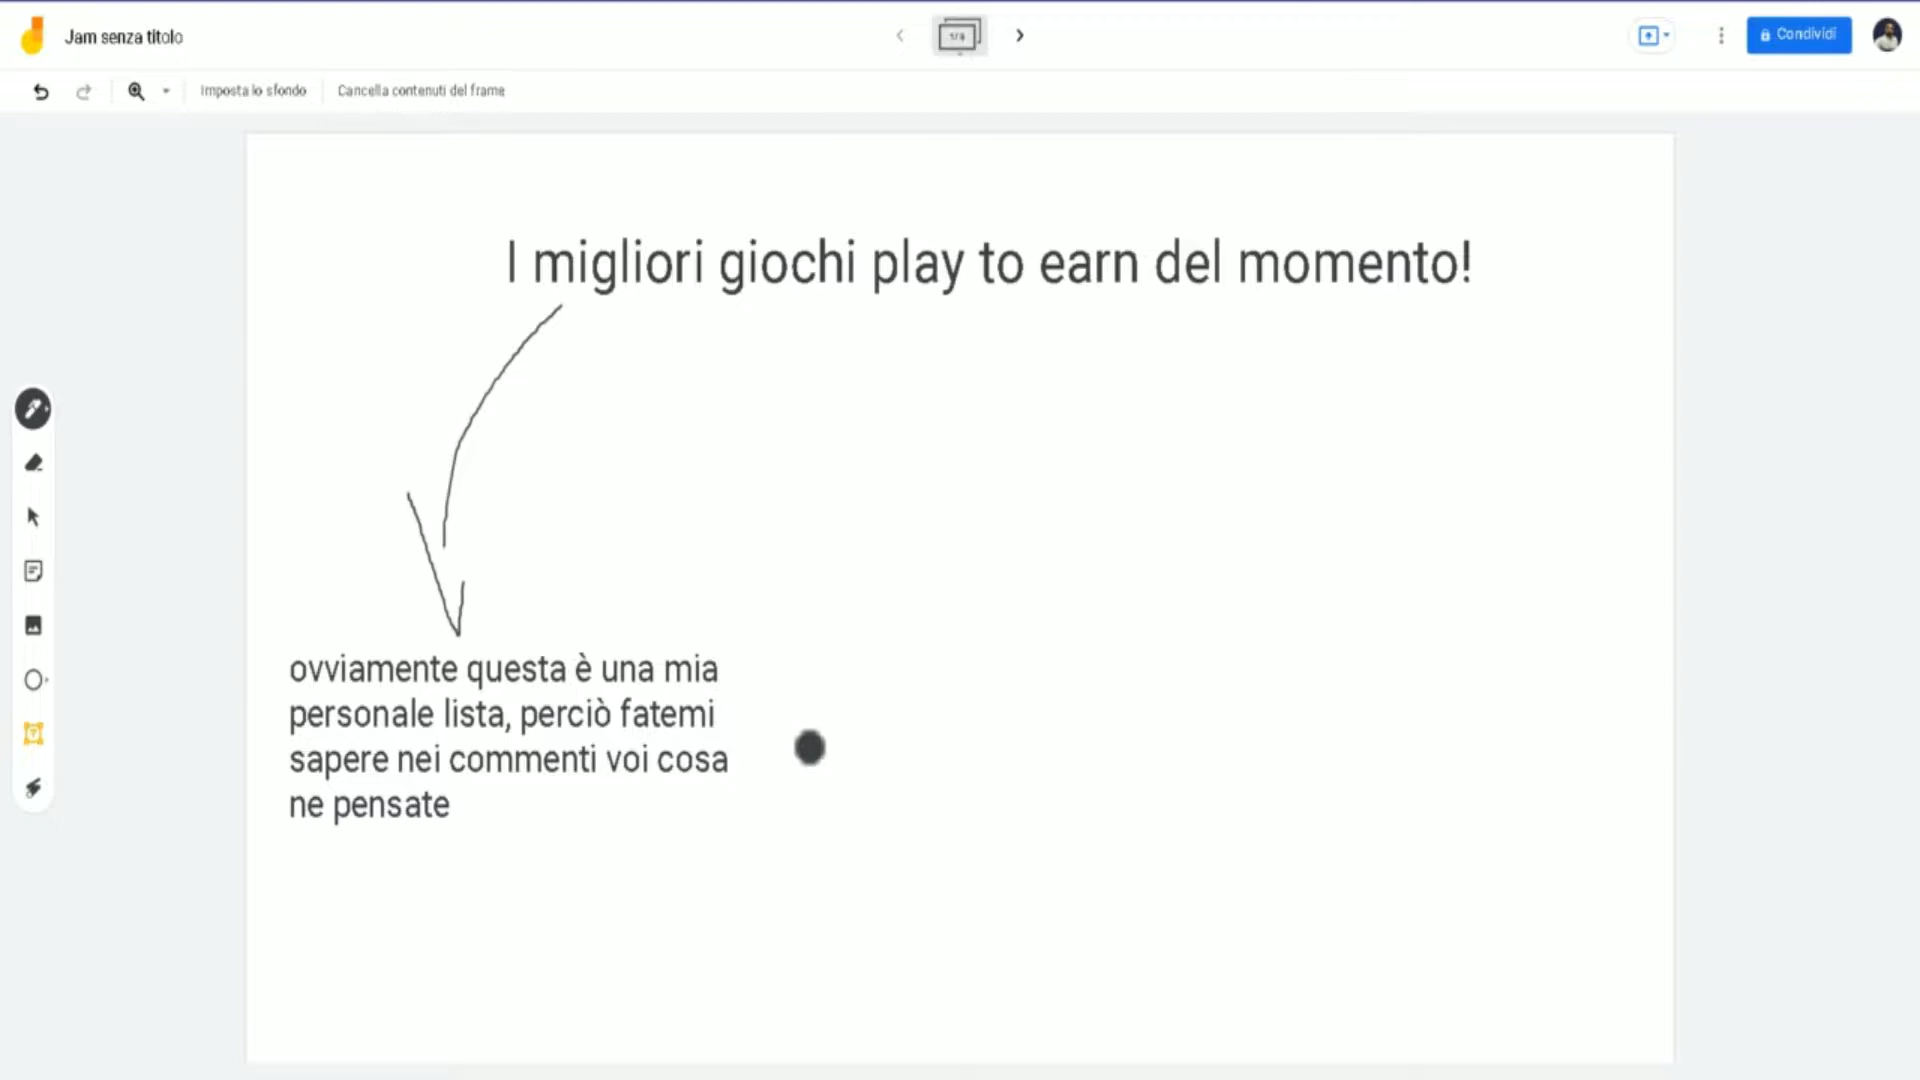 Jam senza titolo
Condividi
Imposta lo sfondo
Cancella contenuti del frame
I migliori giochi play to earn del momento!
ovviamente questa è una mia
personale lista, perciò fatemi
sapere nei commenti voi cosa
ne pensate